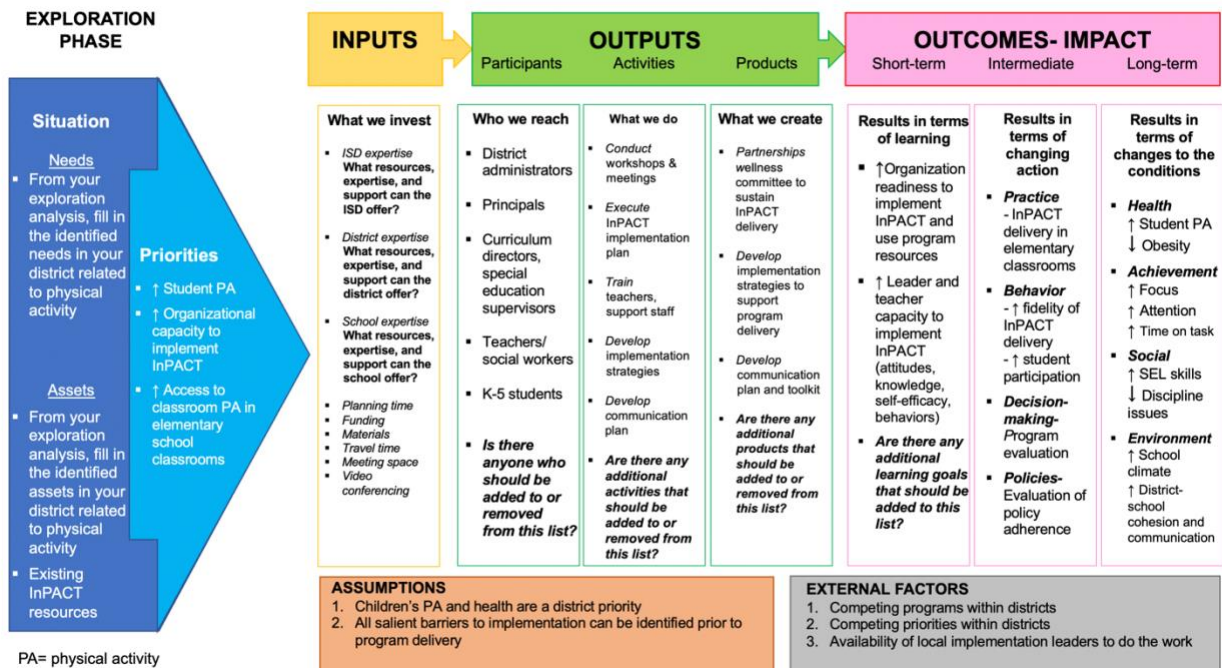 EXPLORATION
PHASE
Situation
Needs
▪ From your
exploration
analysis, fill in
the identified
needs in your
district related
to physical
activity
Assets
▪ From your
exploration
analysis, fill in
the identified
assets in your
district related
to physical
activity
▪ Existing
InPACT
resources
Priorities
▪ ↑ Student PA
▪ ↑ Organizational
capacity to
implement
InPACT
▪ ↑ Access to
classroom PA in
elementary
school
classrooms
PA= physical activity
INPUTS
What we invest
▪ ISD expertise
What resources,
expertise, and
support can the
ISD offer?
▪ District expertise
What resources,
expertise, and
support can
the district offer?
▪ School expertise
What resources,
expertise, and
support can the
school offer?
▪ Planning time
▪ Funding
▪ Materials
▪ Travel time
▪ Meeting space
▪ Video
conferencing
OUTPUTS
Participants
Activities
Products
Who we reach
▪ District
administrators
▪ Principals
▪ Curriculum
directors,
special
education
supervisors
▪ Teachers/
social workers
▪ K-5 students
▪ Is there
anyone who
should be
added to or
removed
from this list?
What we do
▪ Conduct
workshops &
meetings
▪ Execute
InPACT
implementation
plan
▪ Train
teachers,
support staff
▪ Develop
implementation
strategies
▪ Develop
communication
plan
▪ Are there any
additional
activities that
should be
added to or
removed from
this list?
What we create
▪ Partnerships
wellness
committee to
sustain
InPACT
delivery
▪ Develop
implementation
strategies to
support
program
delivery
▪ Develop
communication
plan and toolkit
▪ Are there any
additional
products that
should be
added to or
removed from
this list?
OUTCOMES- IMPACT
Short-term
Intermediate
Long-term
Results in terms
of learning
▪ ↑Organization
readiness to
implement
InPACT and
use program
resources
▪ ↑ Leader and
teacher
capacity to
implement
InPACT
(attitudes,
knowledge,
self-efficacy,
behaviors)
▪ Are there any
additional
learning goals
that should be
added to this
list?
Results in
terms of
changing
action
▪ Practice
- InPACT
delivery in
elementary
classrooms
▪ Behavior
- ↑ fidelity of
InPACT
delivery
- ↑ student
participation
▪ Decision-
making-
Program
evaluation
▪ Policies-
Evaluation of
policy
adherence
Results in
terms of
changes to the
conditions
▪ Health
↑ Student PA
↓ Obesity
▪ Achievement
↑ Focus
↑ Attention
↑ Time on task
▪ Social
↑ SEL skills
↓ Discipline
issues
▪ Environment
↑ School
climate
↑ District-
school
cohesion and
communication
ASSUMPTIONS
1. Children's PA and health are a district priority
2. All salient barriers to implementation can be identified prior to
program delivery
EXTERNAL FACTORS
1. Competing programs within districts
2. Competing priorities within districts
3. Availability of local implementation leaders to do the work